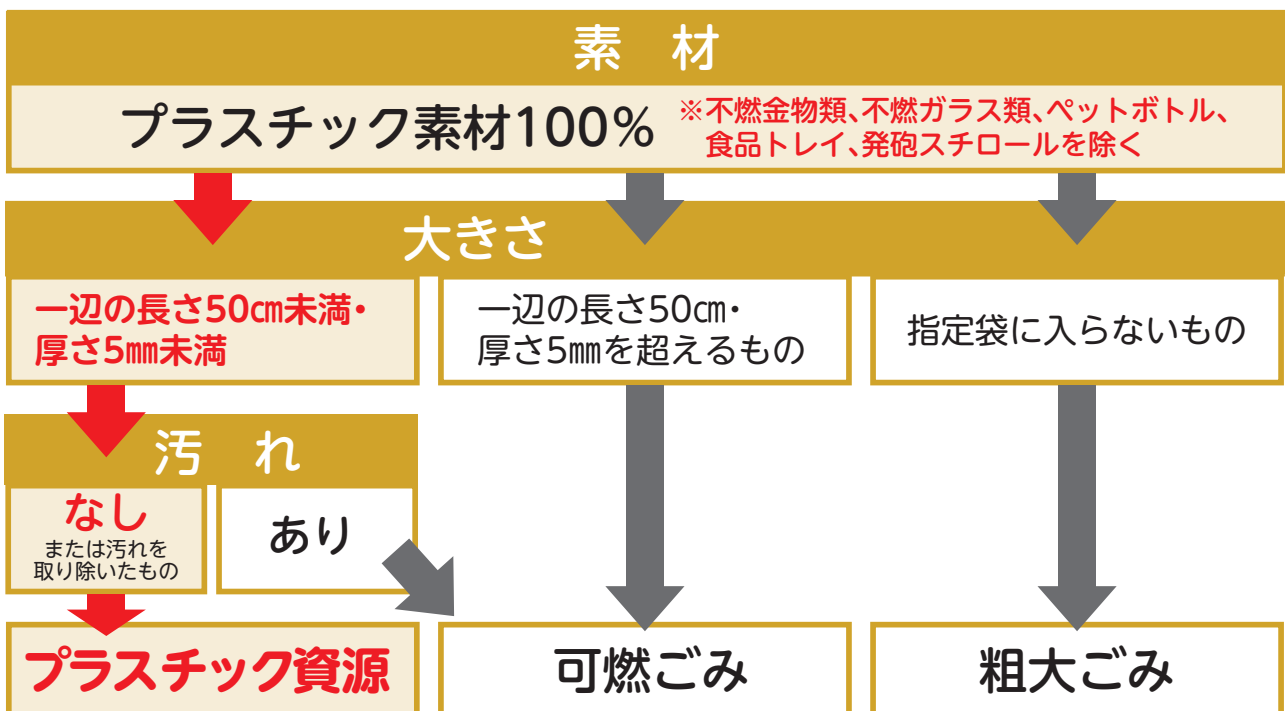 素　材
プラスチック素材100％
※不燃金物類、不燃ガラス類、ペットボトル、
食品トレイ、発砲スチロールを除く
大きさ
一辺の長さ50㎝未満・
厚さ5㎜未満
一辺の長さ50㎝・
厚さ5㎜を超えるもの
指定袋に入らないもの
汚　れ
なし
または汚れを
取り除いたもの
あり
プラスチック資源
可燃ごみ
粗大ごみ